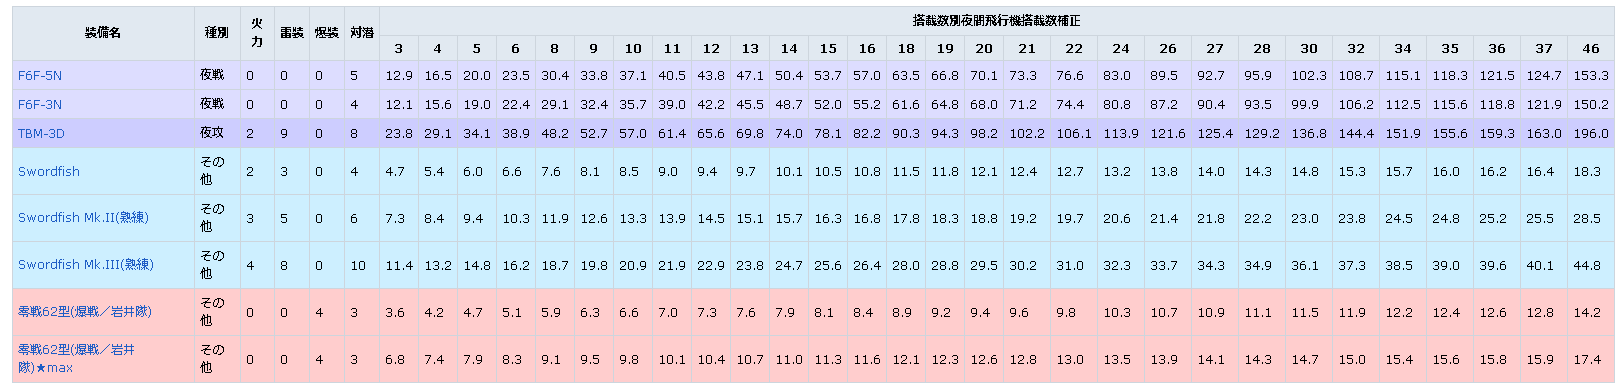 装備名 種別 火力 雷装 爆装 対潜 搭載数別夜間飛行機搭載数補正
3 4 5 6 8 9 10 11 12 13 14 15 16 18 19 20 21 22 24 26 27 28 30 32 34 35 36 37 46
F6F-5N 夜戦 0 0 0 5 12.9 16.5 20.0 23.5 30.4 33.8 37.1 40.5 43.8 47.1 50.4 53.7 57.0 63.5 66.8 70.1 73.3 76.6 83.0 89.5 92.7 95.9 102.3 108.7 115.1 118.3 121.5 124.7 153.3
F6F-3N 夜戦 0 0 0 4 12.1 15.6 19.0 22.4 29.1 32.4 35.7 39.0 42.2 45.5 48.7 52.0 55.2 61.6 64.8 68.0 71.2 74.4 80.8 87.2 90.4 93.5 99.9 106.2 112.5 115.6 118.8 121.9 150.2
TBM-3D 夜攻 2 9 0 8 23.8 29.1 34.1 38.9 48.2 52.7 57.0 61.4 65.6 69.8 74.0 78.1 82.2 90.3 94.3 98.2 102.2 106.1 113.9 121.6 125.4 129.2 136.8 144.4 151.9 155.6 159.3 163.0 196.0
Swordfish その他 2 3 0 4 4.7 5.4 6.0 6.6 7.6 8.1 8.5 9.0 9.4 9.7 10.1 10.5 10.8 11.5 11.8 12.1 12.4 12.7 13.2 13.8 14.0 14.3 14.8 15.3 15.7 16.0 16.2 16.4 18.3
Swordfish Mk.II(熟練) その他 3 5 0 6 7.3 8.4 9.4 10.3 11.9 12.6 13.3 13.9 14.5 15.1 15.7 16.3 16.8 17.8 18.3 18.8 19.2 19.7 20.6 21.4 21.8 22.2 23.0 23.8 24.5 24.8 25.2 25.5 28.5
Swordfish Mk.III(熟練) その他 4 8 0 10 11.4 13.2 14.8 16.2 18.7 19.8 20.9 21.9 22.9 23.8 24.7 25.6 26.4 28.0 28.8 29.5 30.2 31.0 32.3 33.7 34.3 34.9 36.1 37.3 38.5 39.0 39.6 40.1 44.8
零戦62型(爆戦／岩井隊) その他 0 0 4 3 3.6 4.2 4.7 5.1 5.9 6.3 6.6 7.0 7.3 7.6 7.9 8.1 8.4 8.9 9.2 9.4 9.6 9.8 10.3 10.7 10.9 11.1 11.5 11.9 12.2 12.4 12.6 12.8 14.2
零戦62型(爆戦／岩井隊)★max その他 0 0 4 3 6.8 7.4 7.9 8.3 9.1 9.5 9.8 10.1 10.4 10.7 11.0 11.3 11.6 12.1 12.3 12.6 12.8 13.0 13.5 13.9 14.1 14.3 14.7 15.0 15.4 15.6 15.8 15.9 17.4